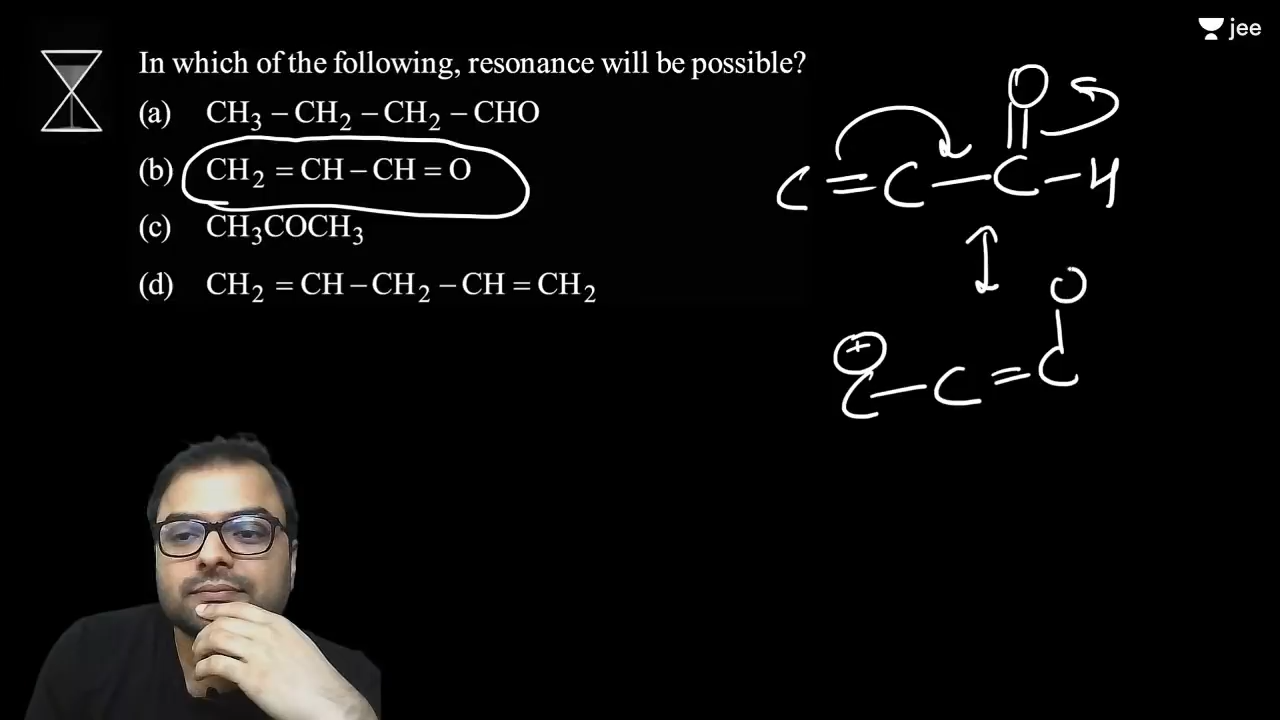 jee
In which of the following, resonance will be possible?
(a) CH₃ – CH₂ – CH₂ – CHO
(b) CH₂ = CH – CH = O
(c) CH₃COCH₃
(d) CH₂ = CH – CH₂ – CH = CH₂
O
C = C – C – H
O
+
C – C = C